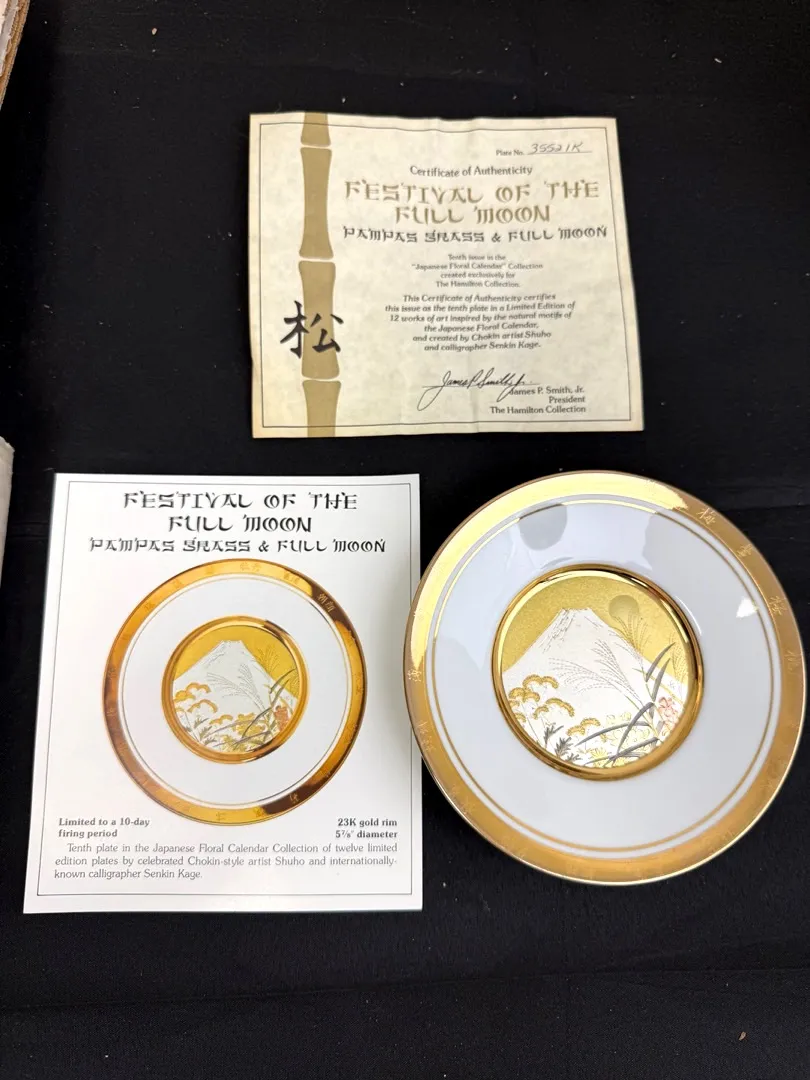 Plate No. 35521K
Certificate of Authenticity
FESTIVAL OF THE
FULL MOON
PAMPAS GRASS & FULL MOON
Tenth issue in the
"Japanese Floral Calendar" Collection
created exclusively for
The Hamilton Collection.
This Certificate of Authenticity certifies
this issue as the tenth plate in a Limited Edition of
12 works of art inspired by the natural motifs of
the Japanese Floral Calendar,
and created by Chokin artist Shuho
and calligrapher Senkin Kage.
松
James P. Smith, Jr.
James P. Smith, Jr.
President
The Hamilton Collection
FESTIVAL OF THE
FULL MOON
PAMPAS GRASS & FULL MOON
Limited to a 10-day
firing period
23K gold rim
5⅞" diameter
Tenth plate in the Japanese Floral Calendar Collection of twelve limited
edition plates by celebrated Chokin-style artist Shuho and internationally-
known calligrapher Senkin Kage.